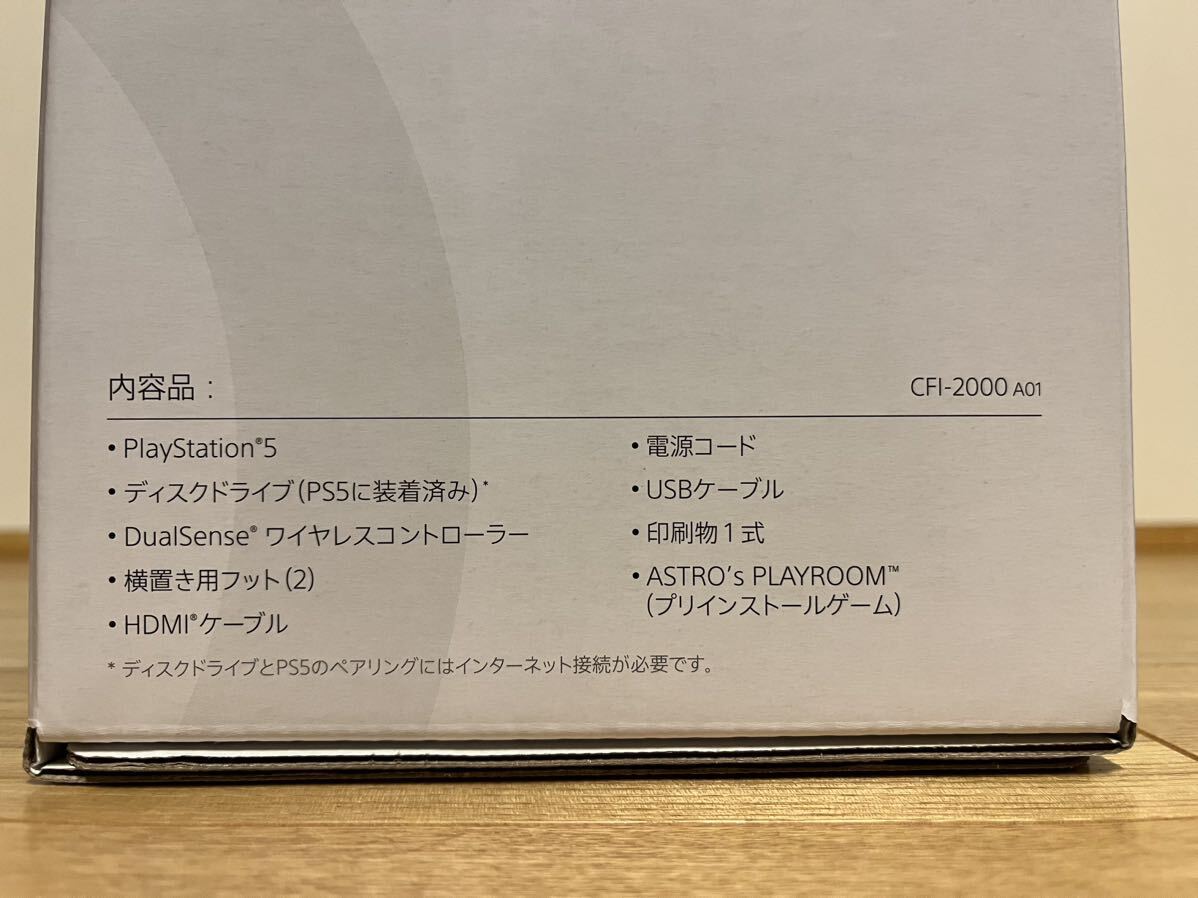 内容品 : CFI-2000 A01
• PlayStation®5
• ディスクドライブ(PS5に装着済み)*
• DualSense® ワイヤレスコントローラー
• 横置き用フット(2)
• HDMI®ケーブル
• 電源コード
• USBケーブル
• 印刷物1式
• ASTRO's PLAYROOM™
(プリインストールゲーム)
* ディスクドライブとPS5のペアリングにはインターネット接続が必要です。